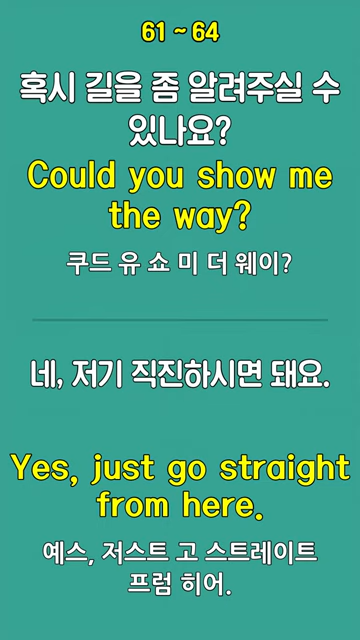 61 ~ 64
혹시 길을 좀 알려주실 수
있나요?
Could you show me
the way?
쿠드 유 쇼 미 더 웨이?
네, 저기 직진하시면 돼요.
Yes, just go straight
from here.
예스, 저스트 고 스트레이트
프럼 히어.